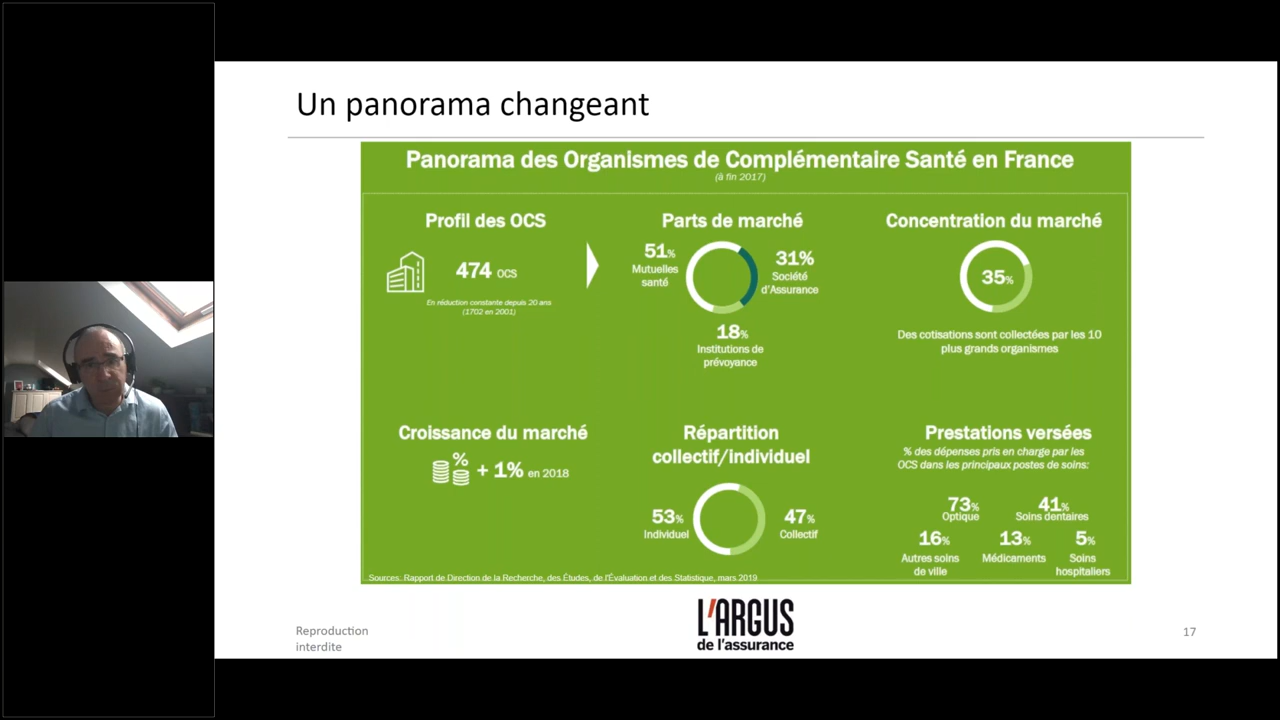 Un panorama changeant
Panorama des Organismes de Complémentaire Santé en France
(à fin 2017)
Profil des OCS
474 OCS
En réduction constante depuis 20 ans
(1702 en 2001)
Parts de marché
51%
Mutuelles
santé
31%
Société
d'Assurance
18%
Institutions de
prévoyance
Concentration du marché
35%
Des cotisations sont collectées par les 10
plus grands organismes
Croissance du marché
%
+ 1% en 2018
Répartition
collectif/individuel
53%
Individuel
47%
Collectif
Prestations versées
% des dépenses pris en charge par les
OCS dans les principaux postes de soins:
73%
Optique
41%
Soins dentaires
16%
Autres soins
de ville
13%
Médicaments
5%
Soins
hospitaliers
Sources: Rapport de Direction de la Recherche, des Études, de l'Évaluation et des Statistique, mars 2019
L'ARGUS
de l'assurance
Reproduction
interdite
17